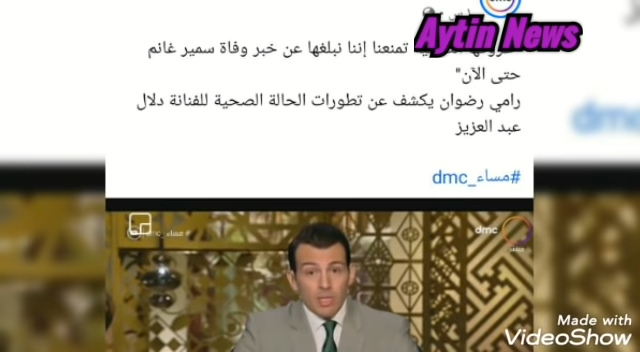 Aytin News
تمنعنا إننا نبلغها عن خبر وفاة سمير غانم
حتى الآن"
رامي رضوان يكشف عن تطورات الحالة الصحية للفنانة دلال
عبد العزيز
#مساء_dmc
# مساء_dmc
dmc
Made with
VideoShow